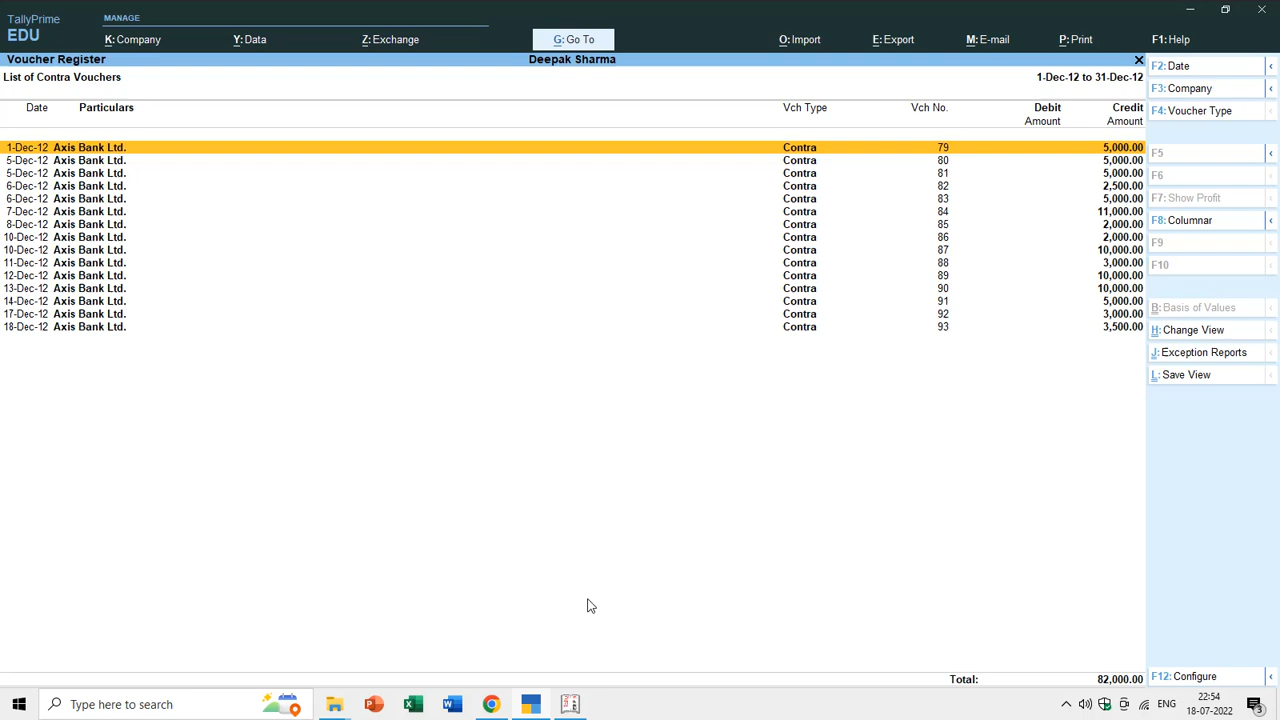 TallyPrime
EDU
MANAGE
K: Company
Y: Data
Z: Exchange
G: Go To
O: Import
E: Export
M: E-mail
P: Print
F1: Help
Voucher Register
Deepak Sharma
List of Contra Vouchers
1-Dec-12 to 31-Dec-12
Date Particulars Vch Type Vch No. Debit Credit
Amount Amount
1-Dec-12 Axis Bank Ltd. Contra 79 5,000.00
5-Dec-12 Axis Bank Ltd. Contra 80 5,000.00
5-Dec-12 Axis Bank Ltd. Contra 81 5,000.00
6-Dec-12 Axis Bank Ltd. Contra 82 2,500.00
6-Dec-12 Axis Bank Ltd. Contra 83 5,000.00
7-Dec-12 Axis Bank Ltd. Contra 84 11,000.00
8-Dec-12 Axis Bank Ltd. Contra 85 2,000.00
10-Dec-12 Axis Bank Ltd. Contra 86 2,000.00
10-Dec-12 Axis Bank Ltd. Contra 87 10,000.00
11-Dec-12 Axis Bank Ltd. Contra 88 3,000.00
12-Dec-12 Axis Bank Ltd. Contra 89 10,000.00
13-Dec-12 Axis Bank Ltd. Contra 90 10,000.00
14-Dec-12 Axis Bank Ltd. Contra 91 5,000.00
17-Dec-12 Axis Bank Ltd. Contra 92 3,000.00
18-Dec-12 Axis Bank Ltd. Contra 93 3,500.00
Total: 82,000.00
F2: Date
F3: Company
F4: Voucher Type
F5
F6
F7: Show Profit
F8: Columnar
F9
F10
B: Basis of Values
H: Change View
J: Exception Reports
L: Save View
F12: Configure
Type here to search
ENG
22:54
18-07-2022
3